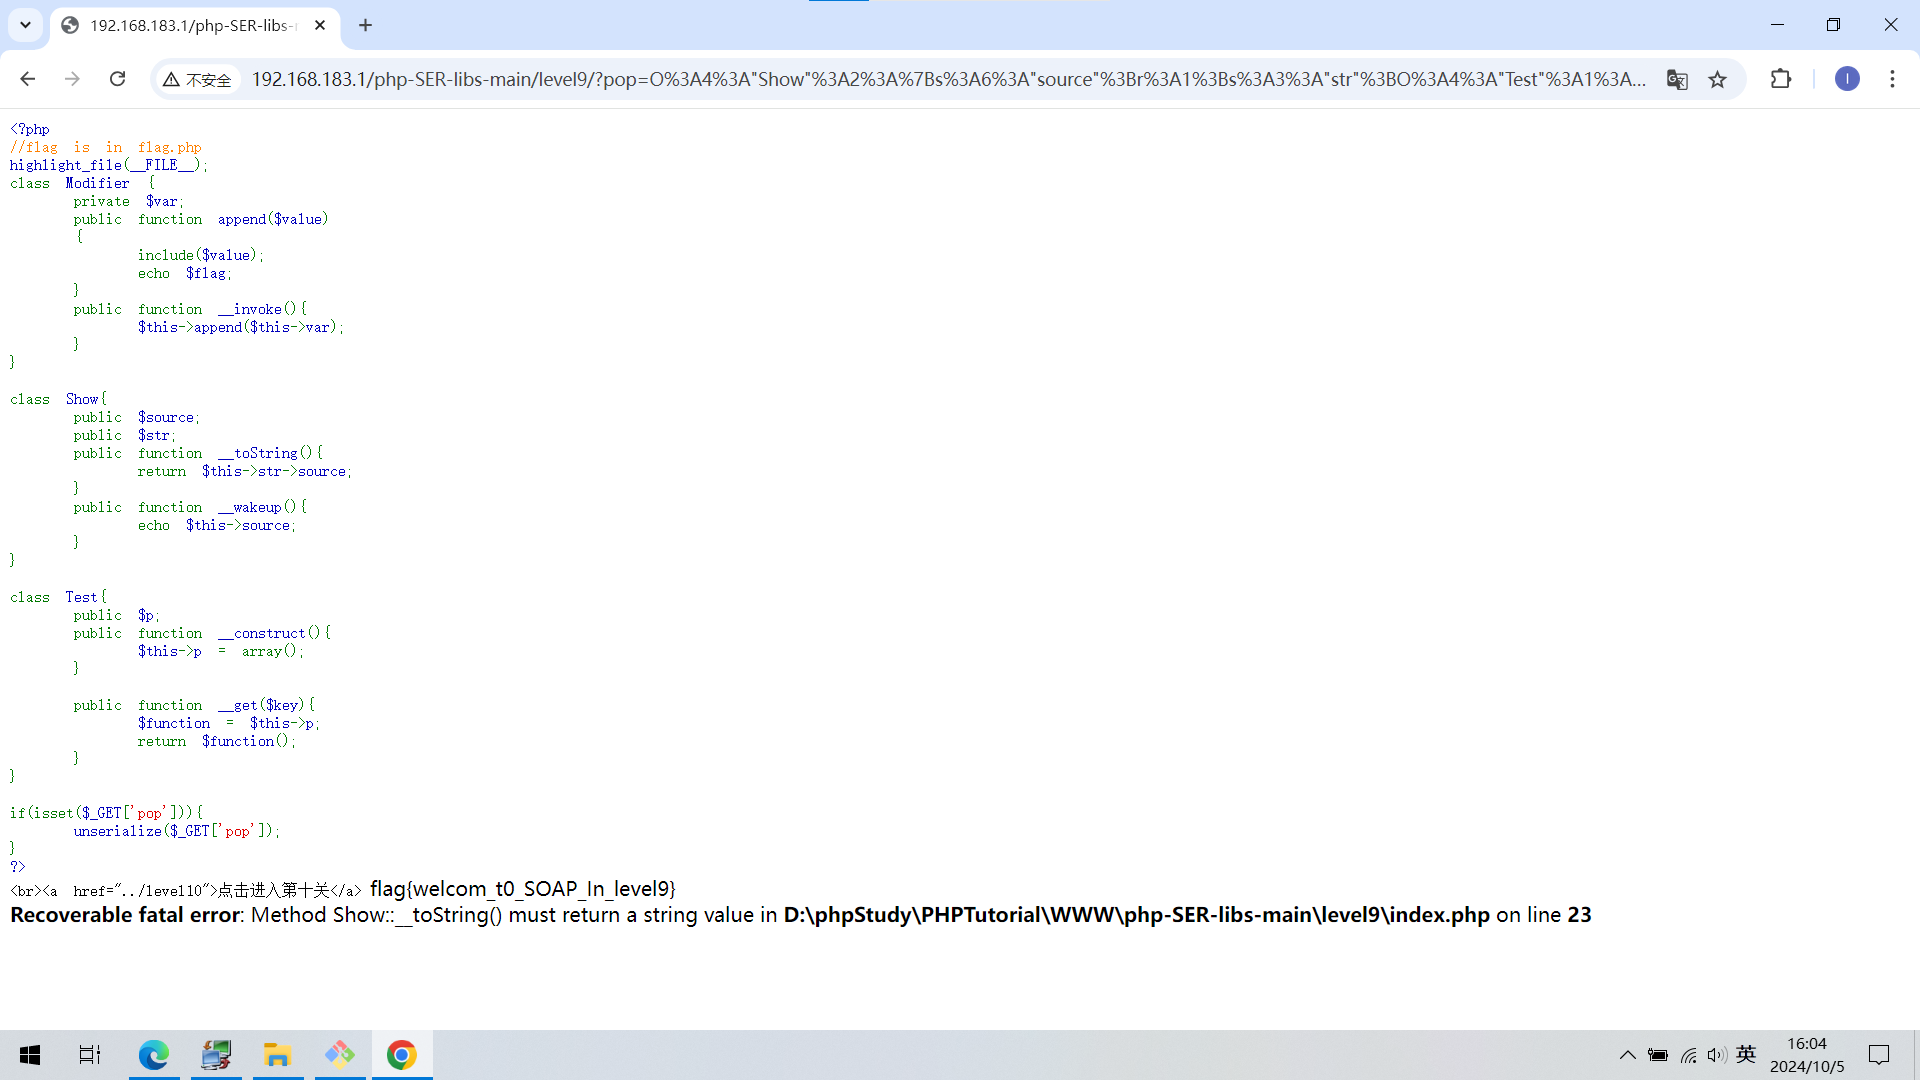 192.168.183.1/php-SER-libs-
不安全
192.168.183.1/php-SER-libs-main/level9/?pop=O%3A4%3A"Show"%3A2%3A%7Bs%3A6%3A"source"%3Br%3A1%3Bs%3A3%3A"str"%3BO%3A4%3A"Test"%3A1%3A...
I
<?php
//flag is in flag.php
highlight_file(__FILE__);
class Modifier {
private $var;
public function append($value)
{
include($value);
echo $flag;
}
public function __invoke(){
$this->append($this->var);
}
}
class Show{
public $source;
public $str;
public function __toString(){
return $this->str->source;
}
public function __wakeup(){
echo $this->source;
}
}
class Test{
public $p;
public function __construct(){
$this->p = array();
}
public function __get($key){
$function = $this->p;
return $function();
}
}
if(isset($_GET['pop'])){
unserialize($_GET['pop']);
}
?>
<br><a href="../level10">点击进入第十关</a> flag{welcom_t0_SOAP_In_level9}
Recoverable fatal error: Method Show::__toString() must return a string value in D:\phpStudy\PHPTutorial\WWW\php-SER-libs-main\level9\index.php on line 23
英
16:04
2024/10/5